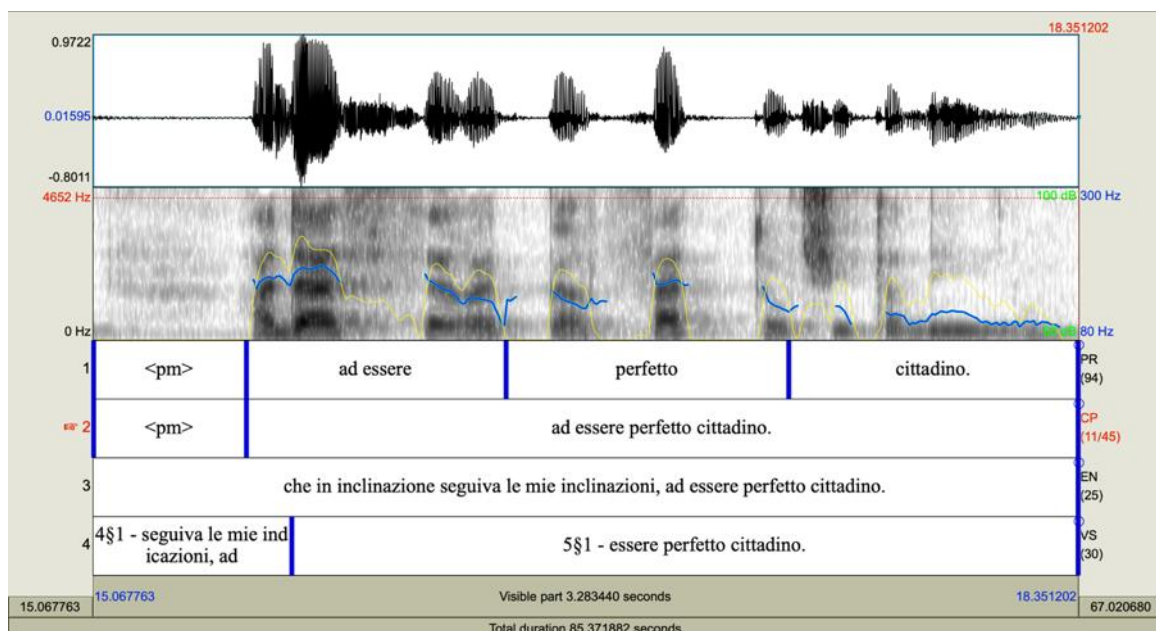 18.351202
0.9722
0.01595
-0.8011
4652 Hz
100 dB
300 Hz
0 Hz
80 Hz
1
<pm>
ad essere
perfetto
cittadino.
PR
(94)
2
<pm>
ad essere perfetto cittadino.
CP
(11/45)
3
che in inclinazione seguiva le mie inclinazioni, ad essere perfetto cittadino.
EN
(25)
4
4§1 - seguiva le mie ind
icazioni, ad
5§1 - essere perfetto cittadino.
VS
(30)
15.067763
15.067763
Visible part 3.283440 seconds
18.351202
67.020680
Total duration 85.371882 seconds